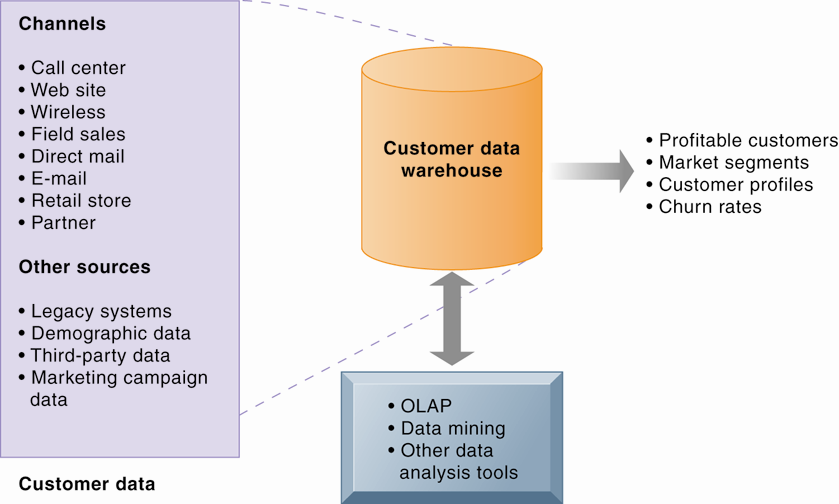 Channels
• Call center
• Web site
• Wireless
• Field sales
• Direct mail
• E-mail
• Retail store
• Partner
Other sources
• Legacy systems
• Demographic data
• Third-party data
• Marketing campaign
data
Customer data
Customer data
warehouse
• Profitable customers
• Market segments
• Customer profiles
• Churn rates
• OLAP
• Data mining
• Other data
analysis tools